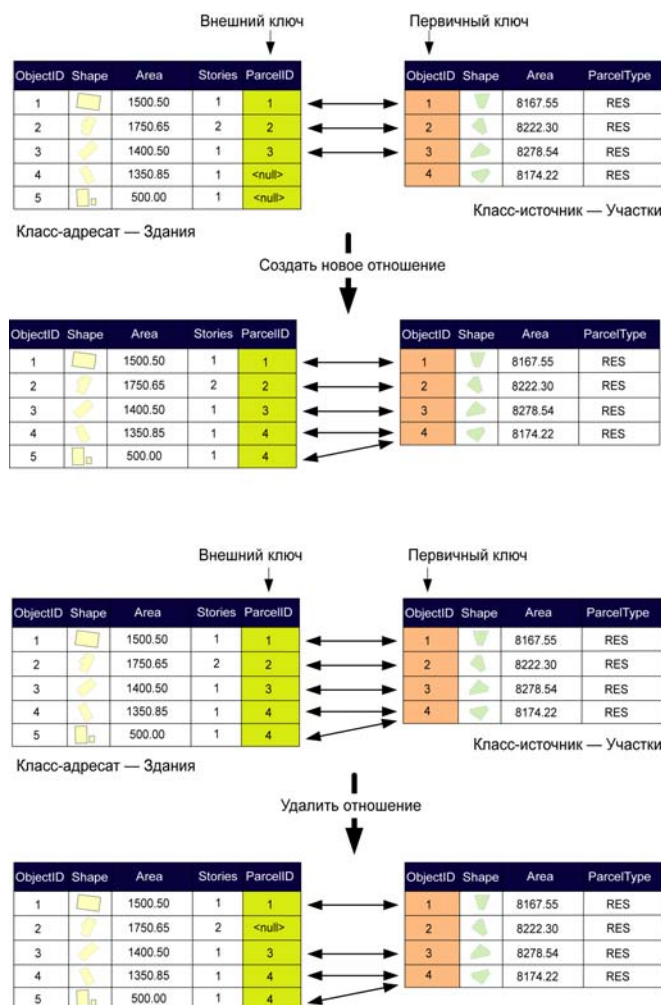 Внешний ключ Первичный ключ
ObjectID Shape Area Stories ParcelID ObjectID Shape Area ParcelType
1 1500.50 1 1 1 8167.55 RES
2 1750.65 2 2 2 8222.30 RES
3 1400.50 1 3 3 8278.54 RES
4 1350.85 1 <null> 4 8174.22 RES
5 500.00 1 <null>
Класс-источник — Участки
Класс-адресат — Здания
Создать новое отношение
ObjectID Shape Area Stories ParcelID ObjectID Shape Area ParcelType
1 1500.50 1 1 1 8167.55 RES
2 1750.65 2 2 2 8222.30 RES
3 1400.50 1 3 3 8278.54 RES
4 1350.85 1 4 4 8174.22 RES
5 500.00 1 4
Внешний ключ Первичный ключ
ObjectID Shape Area Stories ParcelID ObjectID Shape Area ParcelType
1 1500.50 1 1 1 8167.55 RES
2 1750.65 2 2 2 8222.30 RES
3 1400.50 1 3 3 8278.54 RES
4 1350.85 1 4 4 8174.22 RES
5 500.00 1 4
Класс-источник — Участки
Класс-адресат — Здания
Удалить отношение
ObjectID Shape Area Stories ParcelID ObjectID Shape Area ParcelType
1 1500.50 1 1 1 8167.55 RES
2 1750.65 2 <null> 2 8222.30 RES
3 1400.50 1 3 3 8278.54 RES
4 1350.85 1 4 4 8174.22 RES
5 500.00 1 4